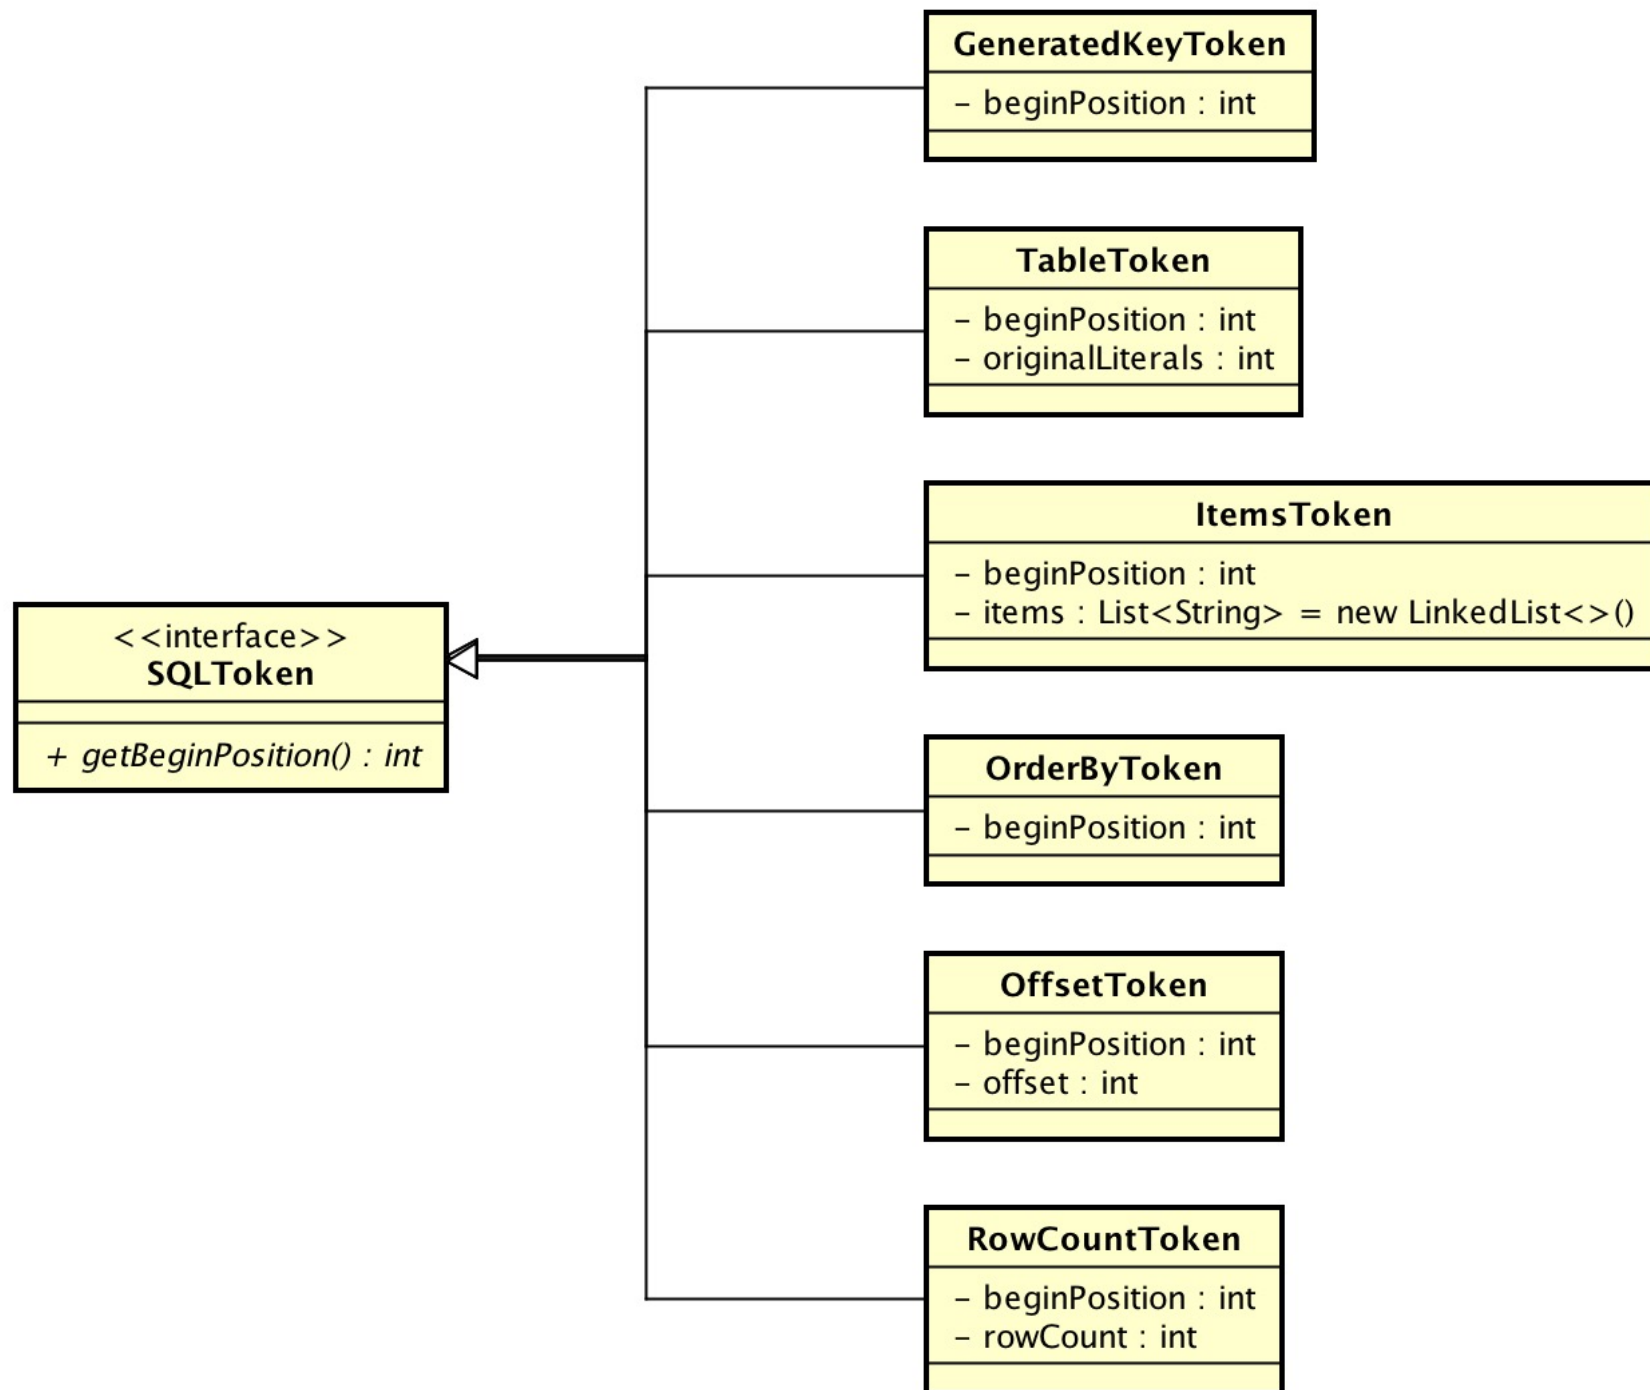 GeneratedKeyToken
– beginPosition : int
TableToken
– beginPosition : int
– originalLiterals : int
ItemsToken
– beginPosition : int
– items : List<String> = new LinkedList<>()
<<interface>>
SQLToken
+ getBeginPosition() : int
OrderByToken
– beginPosition : int
OffsetToken
– beginPosition : int
– offset : int
RowCountToken
– beginPosition : int
– rowCount : int